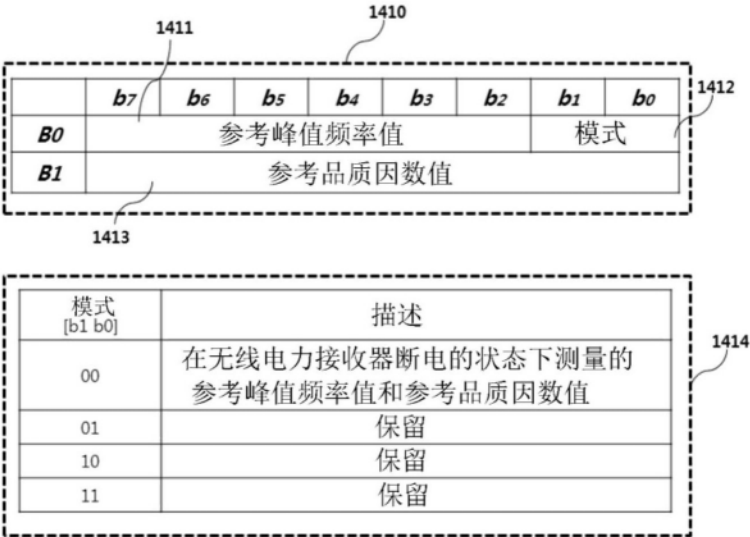 1410
1411
b7 b6 b5 b4 b3 b2 b1 b0
1412
B0 参考峰值频率值 模式
B1 参考品质因数值
1413
模式
[b1 b0]
描述
1414
00
在无线电力接收器断电的状态下测量的
参考峰值频率值和参考品质因数值
01 保留
10 保留
11 保留